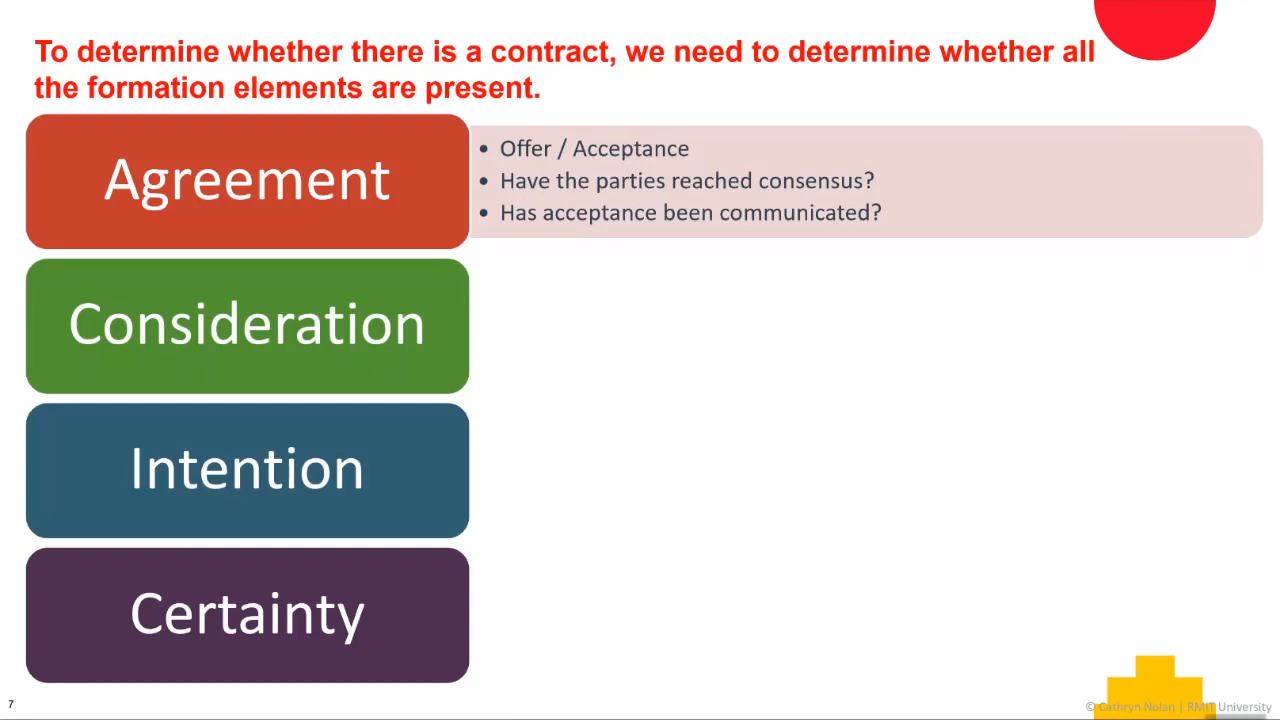 To determine whether there is a contract, we need to determine whether all
the formation elements are present.
Agreement
• Offer / Acceptance
• Have the parties reached consensus?
• Has acceptance been communicated?
Consideration
Intention
Certainty
7
© Cathryn Nolan | RMIT University